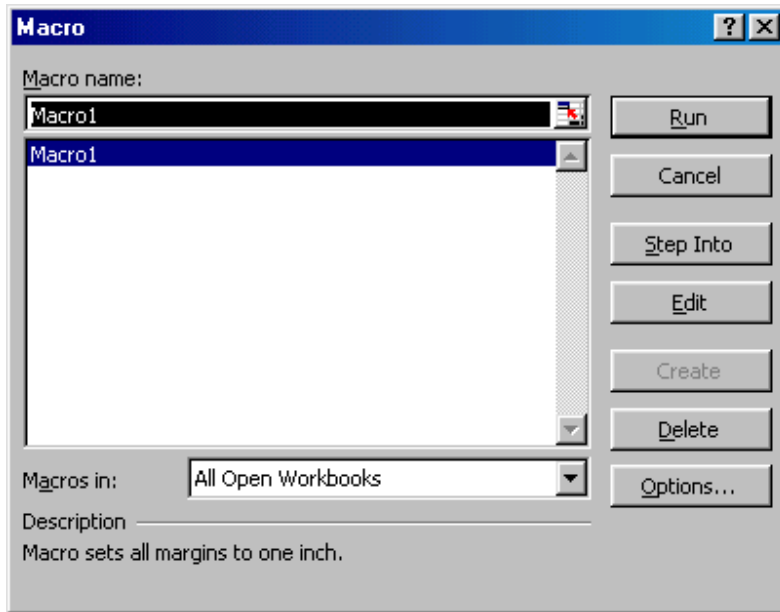 Macro
Macro name:
Macro1
Run
Macro1
Cancel
Step Into
Edit
Create
Delete
Macros in:
All Open Workbooks
Options...
Description
Macro sets all margins to one inch.